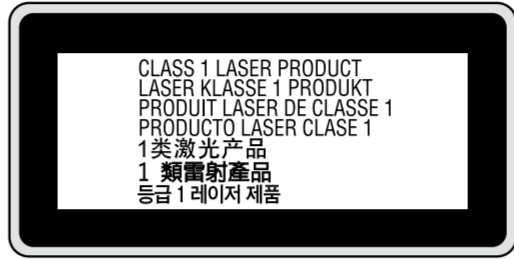 CLASS 1 LASER PRODUCT
LASER KLASSE 1 PRODUKT
PRODUIT LASER DE CLASSE 1
PRODUCTO LASER CLASE 1
1类激光产品
1 類雷射產品
등급 1 레이저 제품